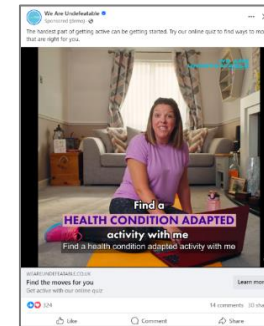 We Are Undefeatable
Sponsored (demo)
The hardest part of getting active can be getting started. Try our online quiz to find ways to move
that are right for you.
Find a
HEALTH CONDITION ADAPTED
activity with me
Find a health condition adapted activity with me
WEAREUNDEFEATABLE.CO.UK
Find the moves for you
Get active with our online quiz
Learn more
324
14 comments 30 shares
Like
Comment
Share